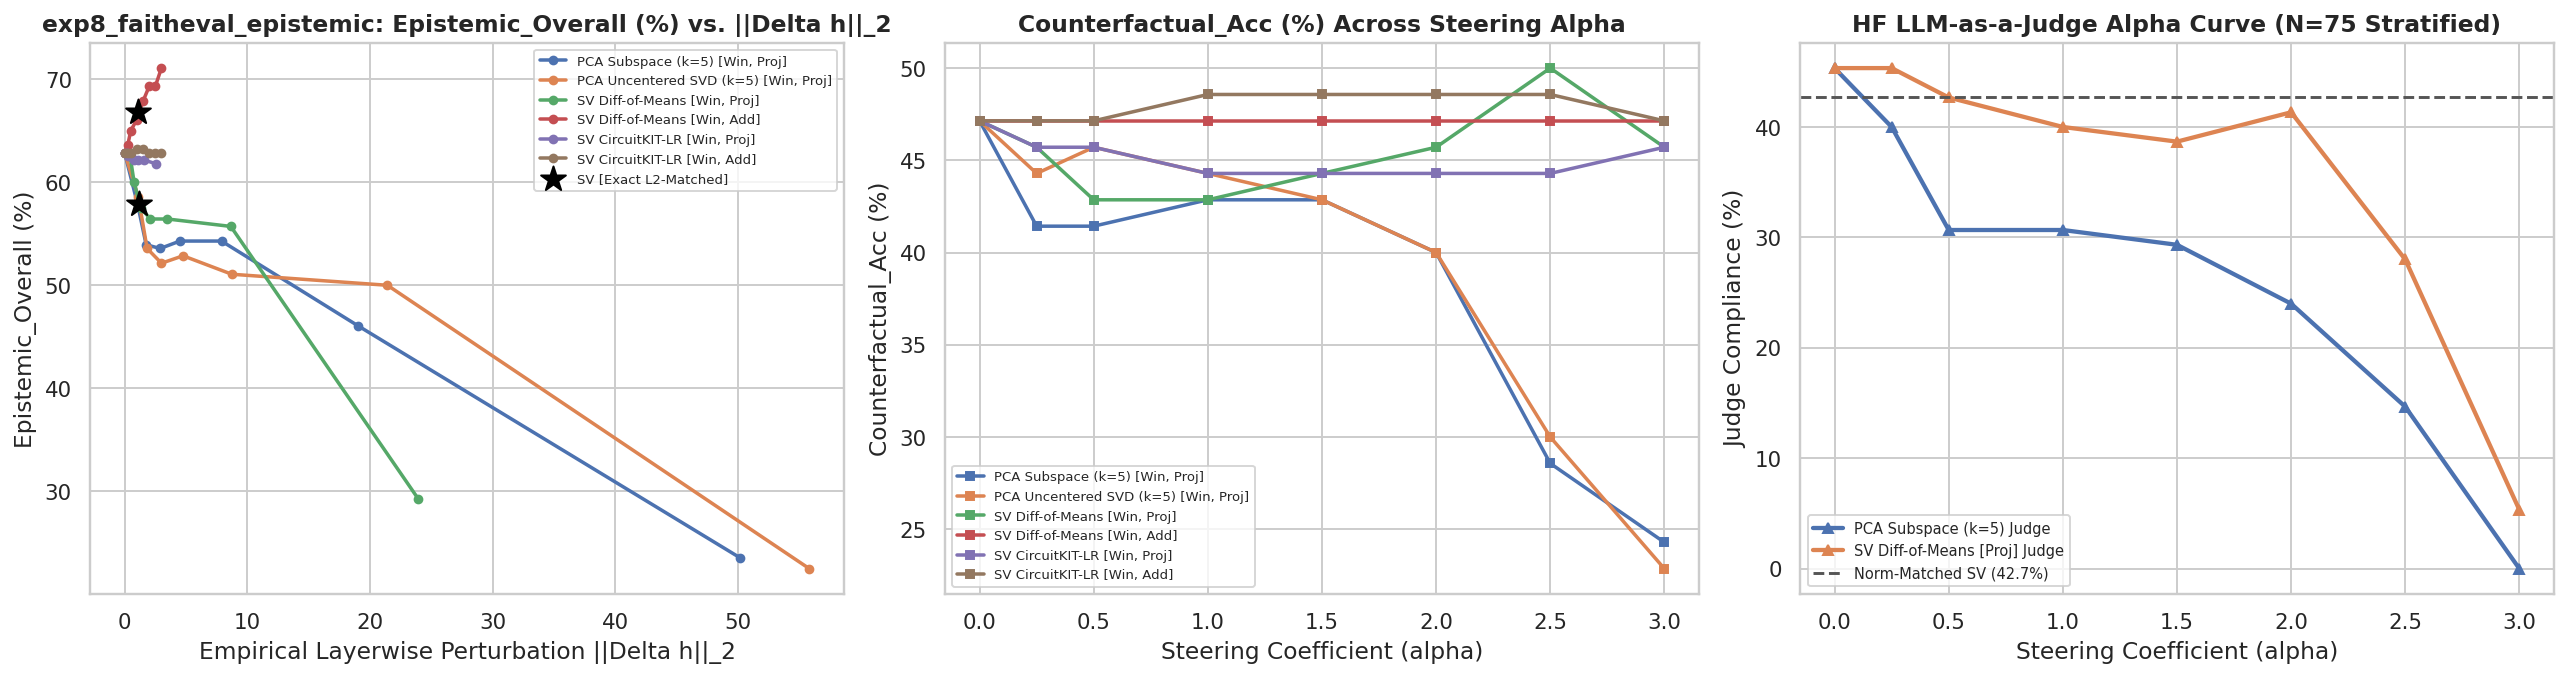 exp8_faitheval_epistemic: Epistemic_Overall (%) vs. ||Delta h||_2
Epistemic_Overall (%)
70
60
50
40
30
0
10
20
30
40
50
Empirical Layerwise Perturbation ||Delta h||_2
PCA Subspace (k=5) [Win, Proj]
PCA Uncentered SVD (k=5) [Win, Proj]
SV Diff-of-Means [Win, Proj]
SV Diff-of-Means [Win, Add]
SV CircuitKIT-LR [Win, Proj]
SV CircuitKIT-LR [Win, Add]
SV [Exact L2-Matched]
Counterfactual_Acc (%) Across Steering Alpha
Counterfactual_Acc (%)
50
45
40
35
30
25
0.0
0.5
1.0
1.5
2.0
2.5
3.0
Steering Coefficient (alpha)
PCA Subspace (k=5) [Win, Proj]
PCA Uncentered SVD (k=5) [Win, Proj]
SV Diff-of-Means [Win, Proj]
SV Diff-of-Means [Win, Add]
SV CircuitKIT-LR [Win, Proj]
SV CircuitKIT-LR [Win, Add]
HF LLM-as-a-Judge Alpha Curve (N=75 Stratified)
Judge Compliance (%)
40
30
20
10
0
0.0
0.5
1.0
1.5
2.0
2.5
3.0
Steering Coefficient (alpha)
PCA Subspace (k=5) Judge
SV Diff-of-Means [Proj] Judge
Norm-Matched SV (42.7%)